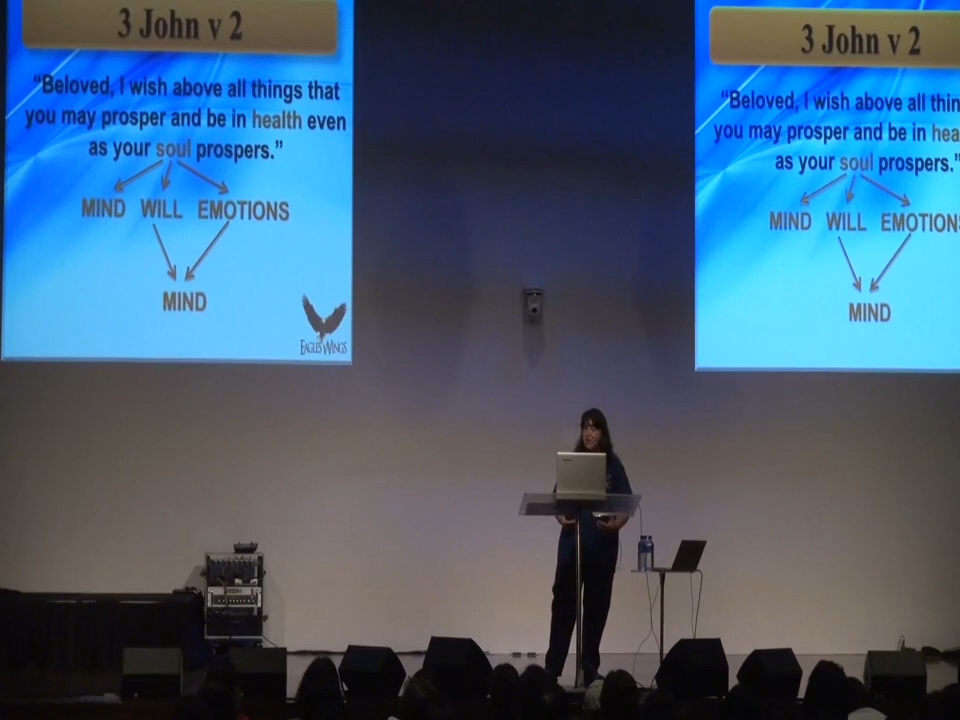 3 John v 2
“Beloved, I wish above all things that
you may prosper and be in health even
as your soul prospers.”
MIND WILL EMOTIONS
MIND
EAGLES WINGS
3 John v 2
“Beloved, I wish above all thin
you may prosper and be in hea
as your soul prospers.”
MIND WILL EMOTIONS
MIND